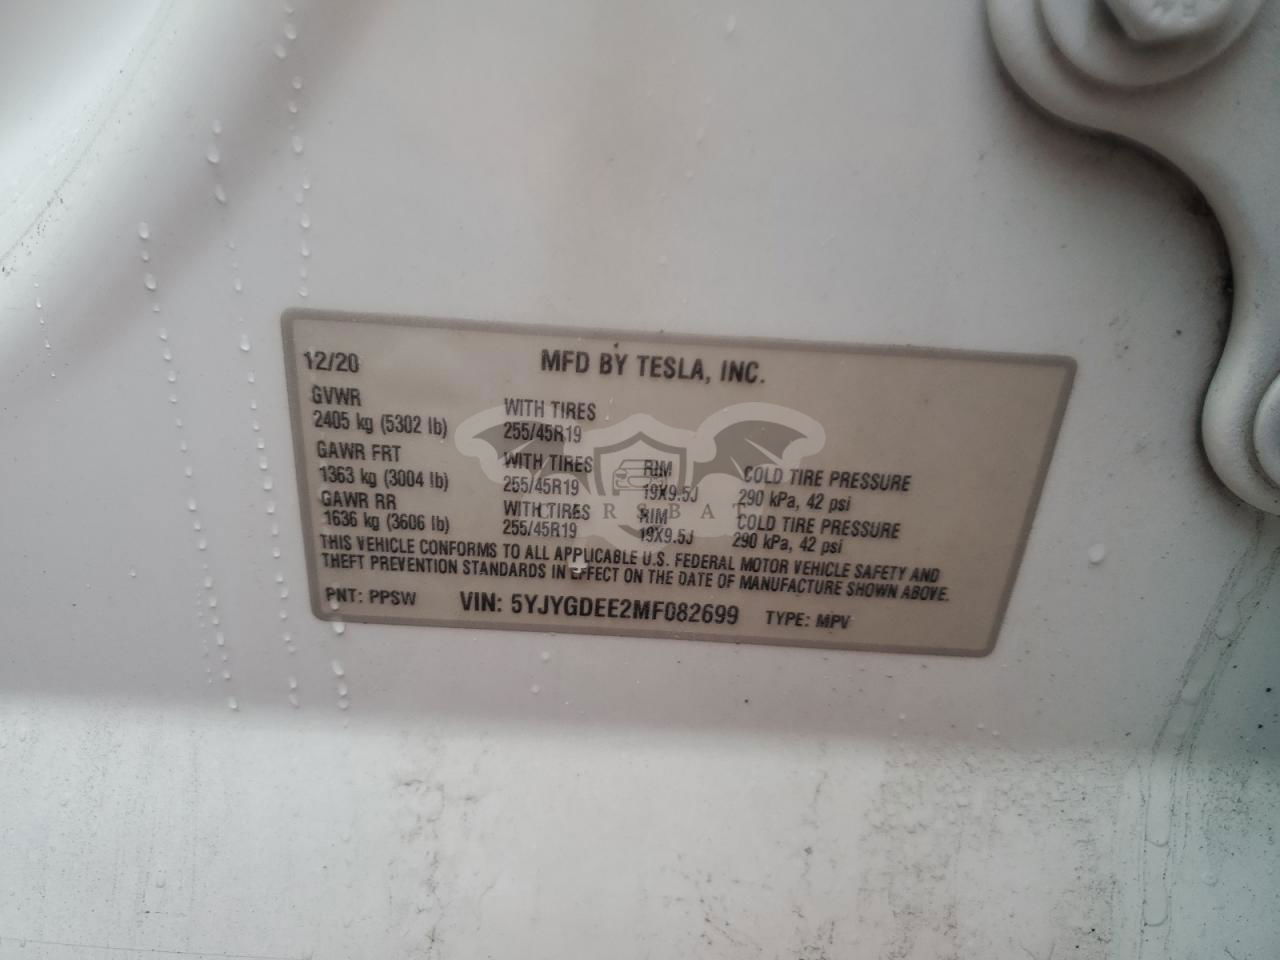 12/20 MFD BY TESLA, INC.
GVWR WITH TIRES
2405 kg (5302 lb) 255/45R19
GAWR FRT WITH TIRES RIM COLD TIRE PRESSURE
1363 kg (3004 lb) 255/45R19 19X9.5J 290 kPa, 42 psi
GAWR RR WITH TIRES RIM COLD TIRE PRESSURE
1636 kg (3606 lb) 255/45R19 19X9.5J 290 kPa, 42 psi
THIS VEHICLE CONFORMS TO ALL APPLICABLE U.S. FEDERAL MOTOR VEHICLE SAFETY AND
THEFT PREVENTION STANDARDS IN EFFECT ON THE DATE OF MANUFACTURE SHOWN ABOVE.
PNT: PPSW VIN: 5YJYGDEE2MF082699 TYPE: MPV